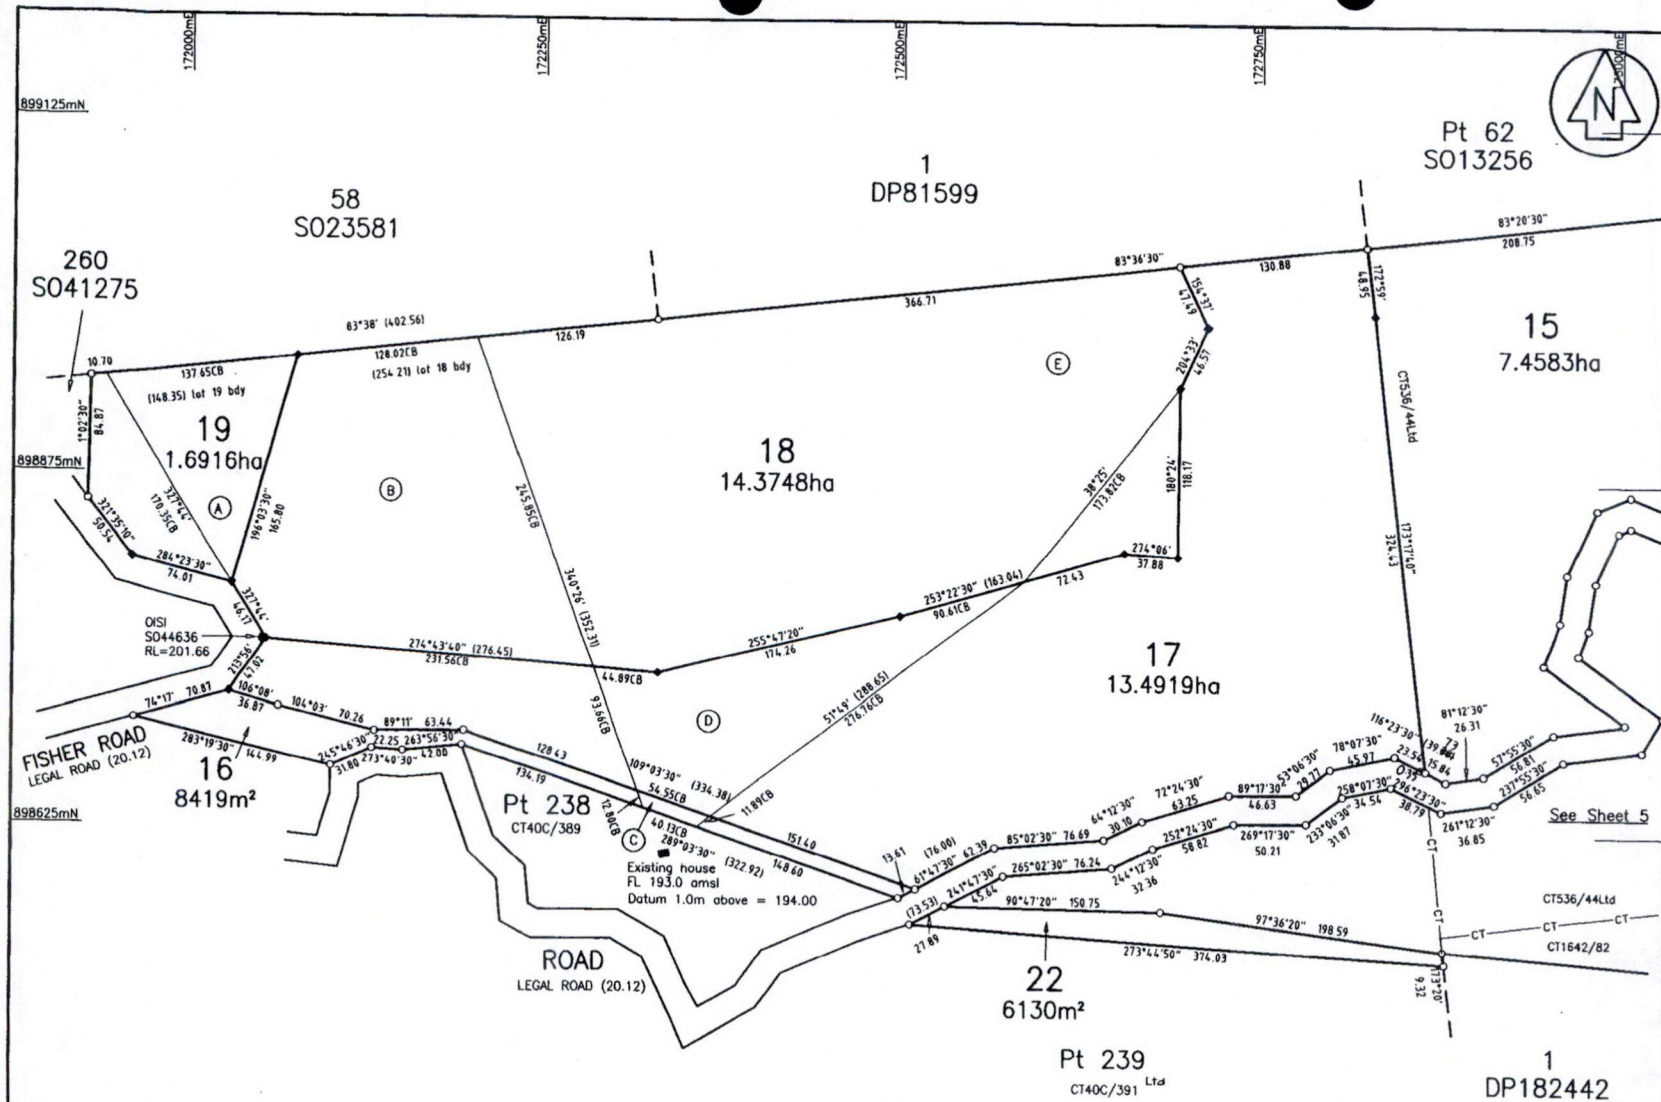 172000mE
172250mE
172500mE
172750mE
899125mN
N
Pt 62
SO13256
1
DP81599
58
SO23581
260
SO41275
83°20'30"
208.75
83°36'30"
130.88
366.71
83°38' (402.56)
126.19
128.02CB
(254 21) lot 18 bdy
10.70
137.65CB
(148.35) lot 19 bdy
172°59'
48.95
154°37'
47.49
204°33'
46.57
E
15
7.4583ha
CT536/44Ltd
1°02'30"
84.87
19
1.6916ha
898875mN
327°44'
170.35CB
A
196°03'30"
165.80
B
18
14.3748ha
245.85CB
340°26' (352.31)
38°25'
173.82CB
180°24'
118.17
173°17'40"
324.43
321°35'10"
50.54
284°23'30"
74.01
327°44'
46.17
274°06'
37.88
253°22'30" (163.04)
90.61CB
72 43
255°47'20"
174.26
OISI
SO44636
RL=201.66
274°43'40" (276.45)
231.56CB
44.89CB
213°56'
47.02
17
13.4919ha
93.66CB
D
51°49' (288.65)
276.76CB
74°17' 70.87
106°08'
36.87
104°03' 70.26
89°11' 63.44
FISHER ROAD
LEGAL ROAD (20.12)
283°19'30" 144.99
245°46'30"
31.80
22.25
273°40'30"
263°56'30"
42.00
16
8419m²
128.43
109°03'30" (334.38)
54.55CB
11.89CB
151.40
134.19
12.80CB
40.13CB
289°03'30" (322.92)
148 60
Pt 238
CT40C/389
C
Existing house
FL 193.0 amsl
Datum 1.0m above = 194.00
898625mN
81°12'30"
26.31
116°23'30"
23.54
15.84
78°07'30"
45.97
53°06'30"
29.77
89°17'30"
46.63
72°24'30"
63.25
64°12'30"
30.10
85°02'30" 76.69
(76.00)
61°47'30" 62.39
13.61
57°55'30"
56.81
237°55'30"
56.65
261°12'30"
36.85
296°23'30"
38.79
258°07'30"
34.54
233°06'30"
31.87
269°17'30"
50.21
252°24'30"
58.82
244°12'30"
32.36
265°02'30" 76.24
241°47'30"
45.64
(73.53)
27.89
See Sheet 5
90°47'20" 150.75
97°36'20" 198 59
273°44'50" 374.03
CT
CT
CT
CT
CT
CT536/44Ltd
CT1642/82
173°20'
9.32
ROAD
LEGAL ROAD (20.12)
22
6130m²
Pt 239
CT40C/391 Ltd
1
DP182442